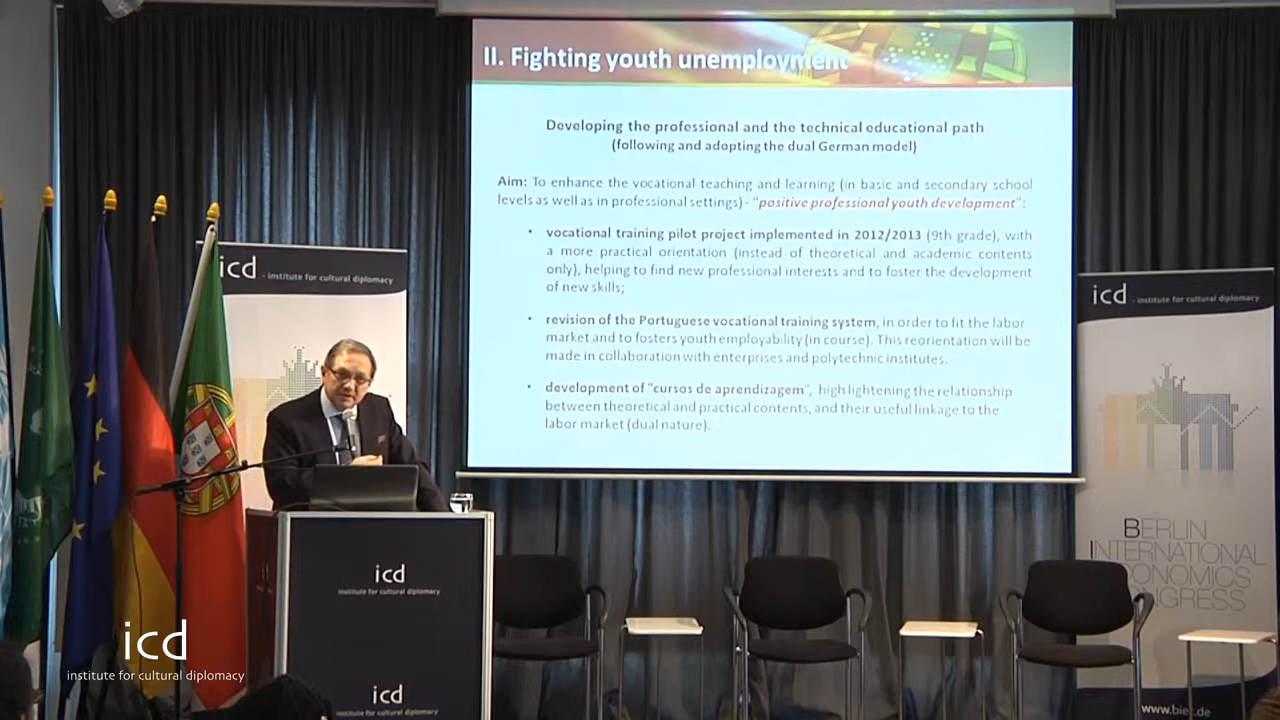 II. Fighting youth unemployment
Developing the professional and the technical educational path
(following and adopting the dual German model)
Aim: To enhance the vocational teaching and learning (in basic and secondary school
levels as well as in professional settings)- "positive professional youth development":
• vocational training pilot project implemented in 2012/2013 (9th grade), with
a more practical orientation (instead of theoretical and academic contents
only), helping to find new professional interests and to foster the development
of new skills;
• revision of the Portuguese vocational training system, in order to fit the labor
market and to fosters youth employability (in course). This reorientation will be
made in collaboration with enterprises and polytechnic institutes.
• development of "cursos de aprendizagem", high lightening the relationship
between theoretical and practical contents, and their useful linkage to the
labor market (dual nature).
icd - institute for cultural diplomacy
icd - institute for cultural diplomacy
BERLIN
INTERNATIONAL
icd
institute for cultural diplomacy
icd
institute for cultural diplomacy
icd
institute for cultural diplomacy